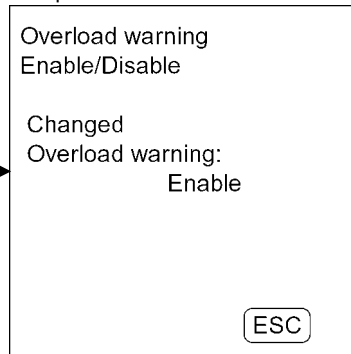 Overload warning
Enable/Disable
Changed
Overload warning:
Enable
ESC